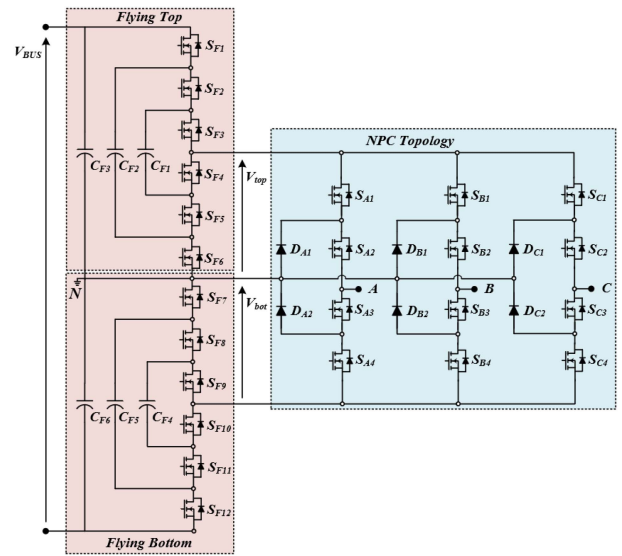 Flying Top
V_BUS
S_F1
S_F2
S_F3
C_F3
C_F2
C_F1
S_F4
S_F5
S_F6
V_top
N
S_F7
V_bot
S_F8
S_F9
C_F6
C_F5
C_F4
S_F10
S_F11
S_F12
Flying Bottom
NPC Topology
S_A1
S_B1
S_C1
D_A1
S_A2
D_B1
S_B2
D_C1
S_C2
A
B
C
D_A2
S_A3
D_B2
S_B3
D_C2
S_C3
S_A4
S_B4
S_C4